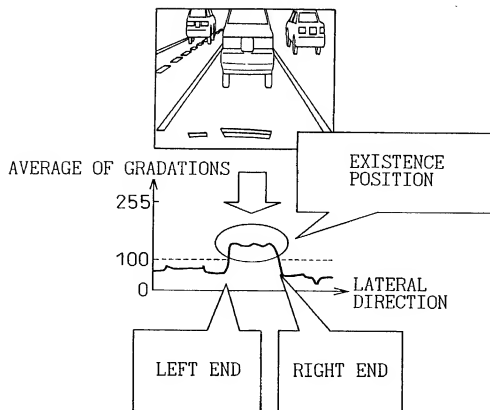 AVERAGE OF GRADATIONS
EXISTENCE
POSITION
255
100
0
LATERAL
DIRECTION
LEFT END
RIGHT END